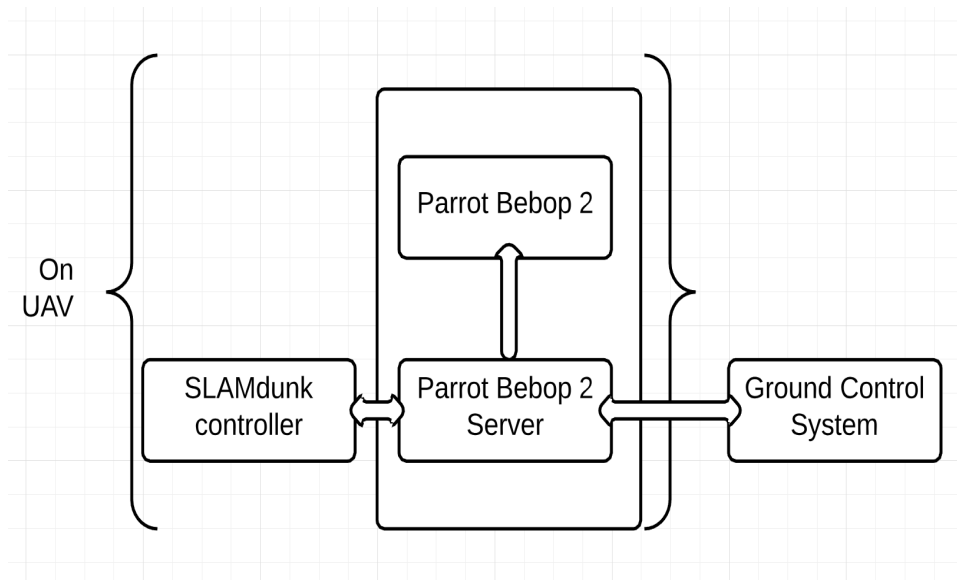 Parrot Bebop 2
On
UAV
SLAMdunk
controller
Parrot Bebop 2
Server
Ground Control
System